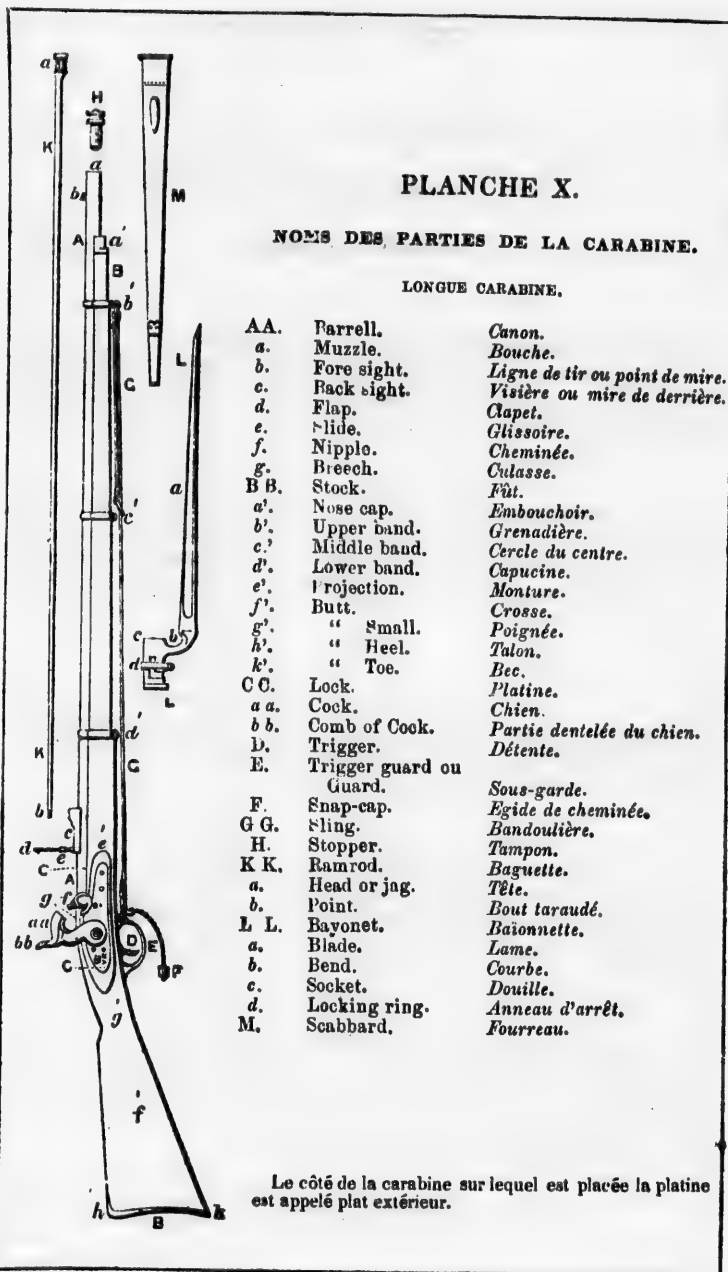 PLANCHE X.
NOMS DES PARTIES DE LA CARABINE.
LONGUE CARABINE.
AA. Barrell. Canon.
a. Muzzle. Bouche.
b. Fore sight. Ligne de tir ou point de mire.
c. Back sight. Visière ou mire de derrière.
d. Flap. Clapet.
e. Slide. Glissoire.
f. Nipple. Cheminée.
g. Breech. Culasse.
B B. Stock. Fût.
a'. Nose cap. Embouchoir.
b'. Upper band. Grenadière.
c.' Middle band. Cercle du centre.
d'. Lower band. Capucine.
e'. Projection. Monture.
f'. Butt. Crosse.
g'. “ Small. Poignée.
h'. “ Heel. Talon.
k'. “ Toe. Bec.
C C. Lock. Platine.
a a. Cock. Chien.
b b. Comb of Cock. Partie dentelée du chien.
D. Trigger. Détente.
E. Trigger guard ou
Guard. Sous-garde.
F. Snap-cap. Egide de cheminée.
G G. Sling. Bandoulière.
H. Stopper. Tampon.
K K. Ramrod. Baguette.
a. Head or jag. Tête.
b. Point. Bout taraudé.
L L. Bayonet. Baïonnette.
a. Blade. Lame.
b. Bend. Courbe.
c. Socket. Douille.
d. Locking ring. Anneau d'arrêt.
M. Scabbard. Fourreau.
Le côté de la carabine sur lequel est placée la platine
est appelé plat extérieur.
a
H
K
a
b
M
A
a'
B
b'
L
G
a
c'
c
b
d
L
d'
K
G
b
c
d
e
e'
C
A
f
g
aa
bb
D
E
F
C
g'
f'
h'
B
k